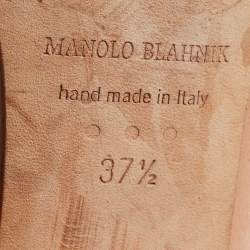 MANOLO BLAHNIK
hand made in Italy
37½